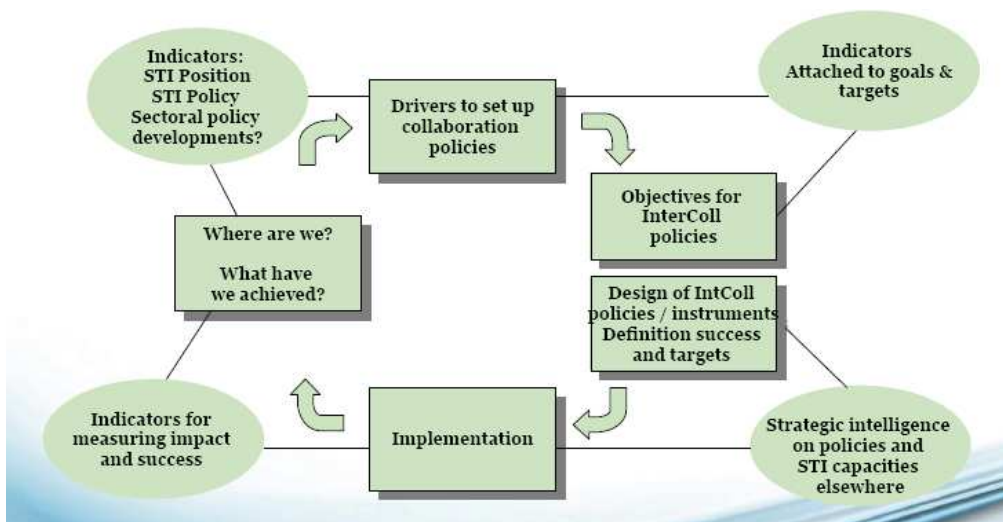 Indicators:
STI Position
STI Policy
Sectoral policy
developments?
Drivers to set up
collaboration
policies
Indicators
Attached to goals &
targets
Objectives for
InterColl
policies
Where are we?
What have
we achieved?
Design of IntColl
policies / instruments
Definition success
and targets
Indicators for
measuring impact
and success
Implementation
Strategic intelligence
on policies and
STI capacities
elsewhere